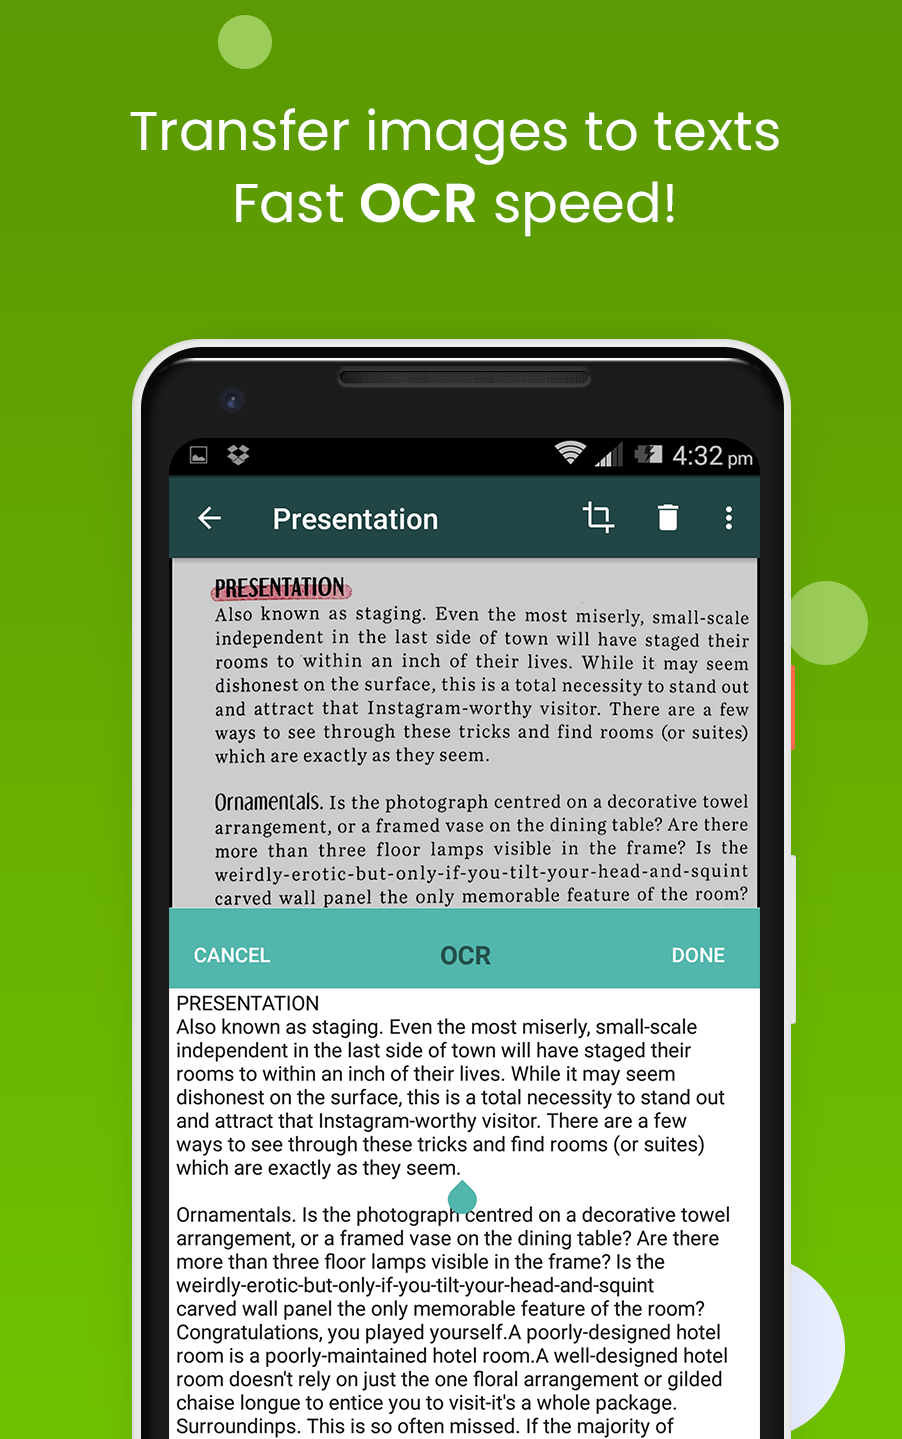 Transfer images to texts
Fast OCR speed!
4:32 pm
Presentation
PRESENTATION
Also known as staging. Even the most miserly, small-scale
independent in the last side of town will have staged their
rooms to within an inch of their lives. While it may seem
dishonest on the surface, this is a total necessity to stand out
and attract that Instagram-worthy visitor. There are a few
ways to see through these tricks and find rooms (or suites)
which are exactly as they seem.
Ornamentals. Is the photograph centred on a decorative towel
arrangement, or a framed vase on the dining table? Are there
more than three floor lamps visible in the frame? Is the
weirdly-erotic-but-only-if-you-tilt-your-head-and-squint
carved wall panel the only memorable feature of the room?
CANCEL OCR DONE
PRESENTATION
Also known as staging. Even the most miserly, small-scale
independent in the last side of town will have staged their
rooms to within an inch of their lives. While it may seem
dishonest on the surface, this is a total necessity to stand out
and attract that Instagram-worthy visitor. There are a few
ways to see through these tricks and find rooms (or suites)
which are exactly as they seem.
Ornamentals. Is the photograph centred on a decorative towel
arrangement, or a framed vase on the dining table? Are there
more than three floor lamps visible in the frame? Is the
weirdly-erotic-but-only-if-you-tilt-your-head-and-squint
carved wall panel the only memorable feature of the room?
Congratulations, you played yourself.A poorly-designed hotel
room is a poorly-maintained hotel room.A well-designed hotel
room doesn't rely on just the one floral arrangement or gilded
chaise longue to entice you to visit-it's a whole package.
Surroundinps. This is so often missed. If the majority of